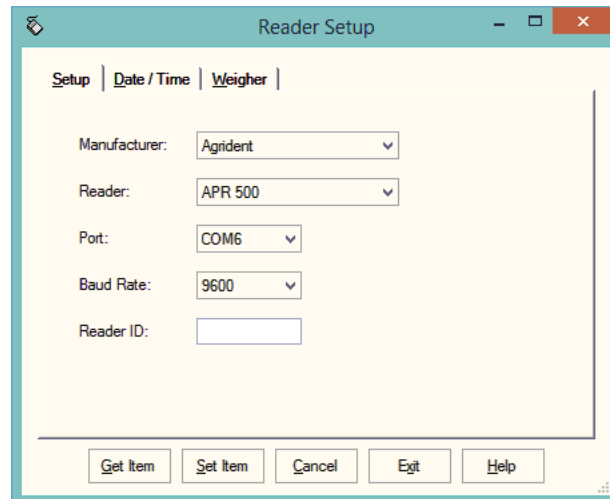 Reader Setup
Setup Date / Time Weigher
Manufacturer: Agrident
Reader: APR 500
Port: COM6
Baud Rate: 9600
Reader ID:
Get Item Set Item Cancel Exit Help